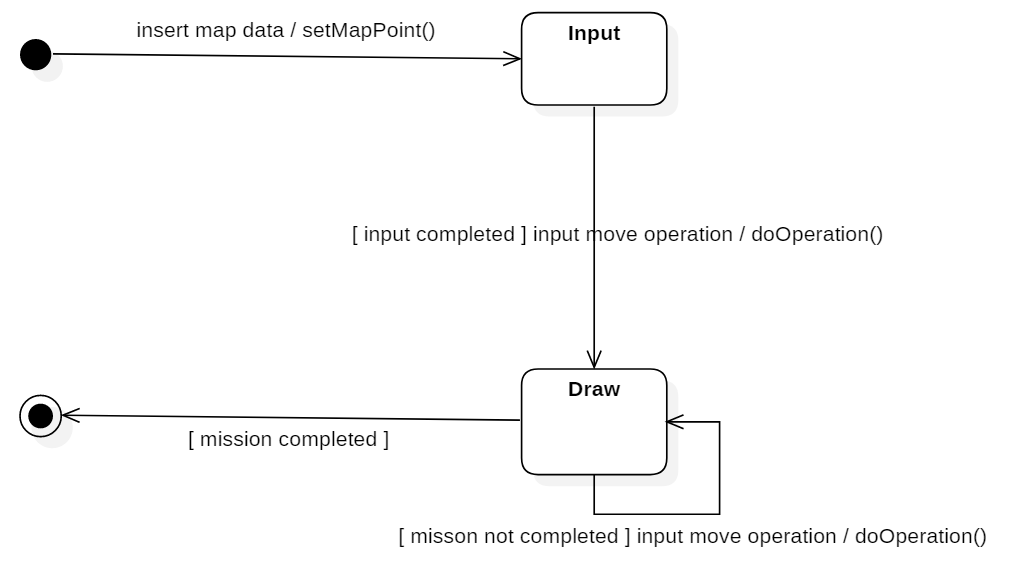 insert map data / setMapPoint()
Input
[ input completed ] input move operation / doOperation()
Draw
[ mission completed ]
[ misson not completed ] input move operation / doOperation()